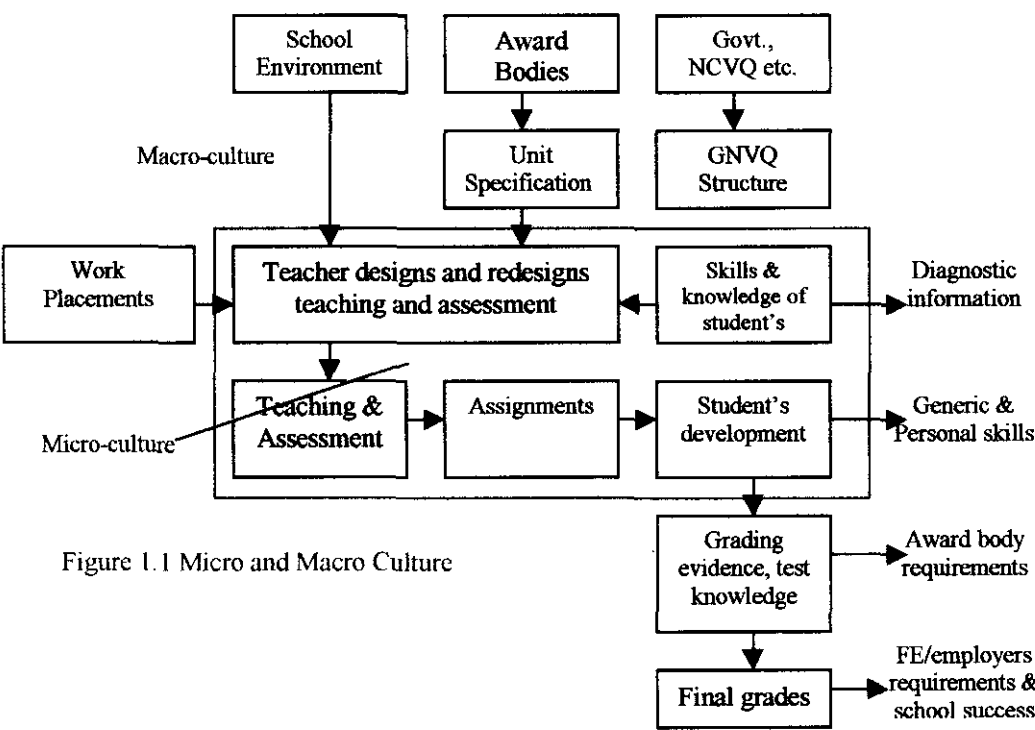 School
Environment
Award
Bodies
Govt.,
NCVQ etc.
Macro-culture
Unit
Specification
GNVQ
Structure
Work
Placements
Teacher designs and redesigns
teaching and assessment
Skills &
knowledge of
student's
Diagnostic
information
Micro-culture
Teaching &
Assessment
Assignments
Student's
development
Generic &
Personal skills
Figure 1.1 Micro and Macro Culture
Grading
evidence, test
knowledge
Award body
requirements
Final grades
FE/employers
requirements &
school success